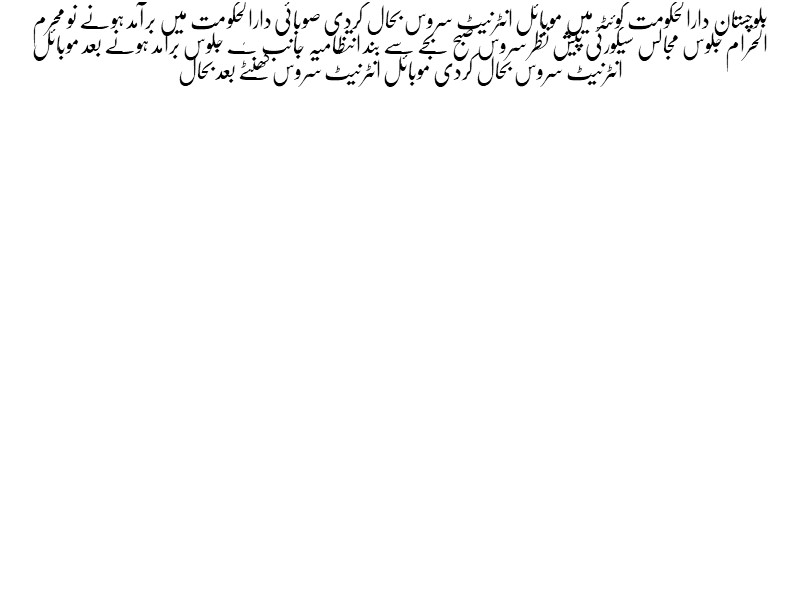 بلوچستان دارالحکومت کوئٹہ میں موبائل انٹرنیٹ سروس بحال کردی صوبائی دارالحکومت میں برآمد ہونے نو محرم
الحرام جلوس مجالس سیکورٹی پیش نظر سروس صبح بجے سے بند انتظامیہ جانب سے جلوس برآمد ہونے بعد موبائل
انٹرنیٹ سروس بحال کردی موبائل انٹرنیٹ سروس گھنٹے بعد بحال